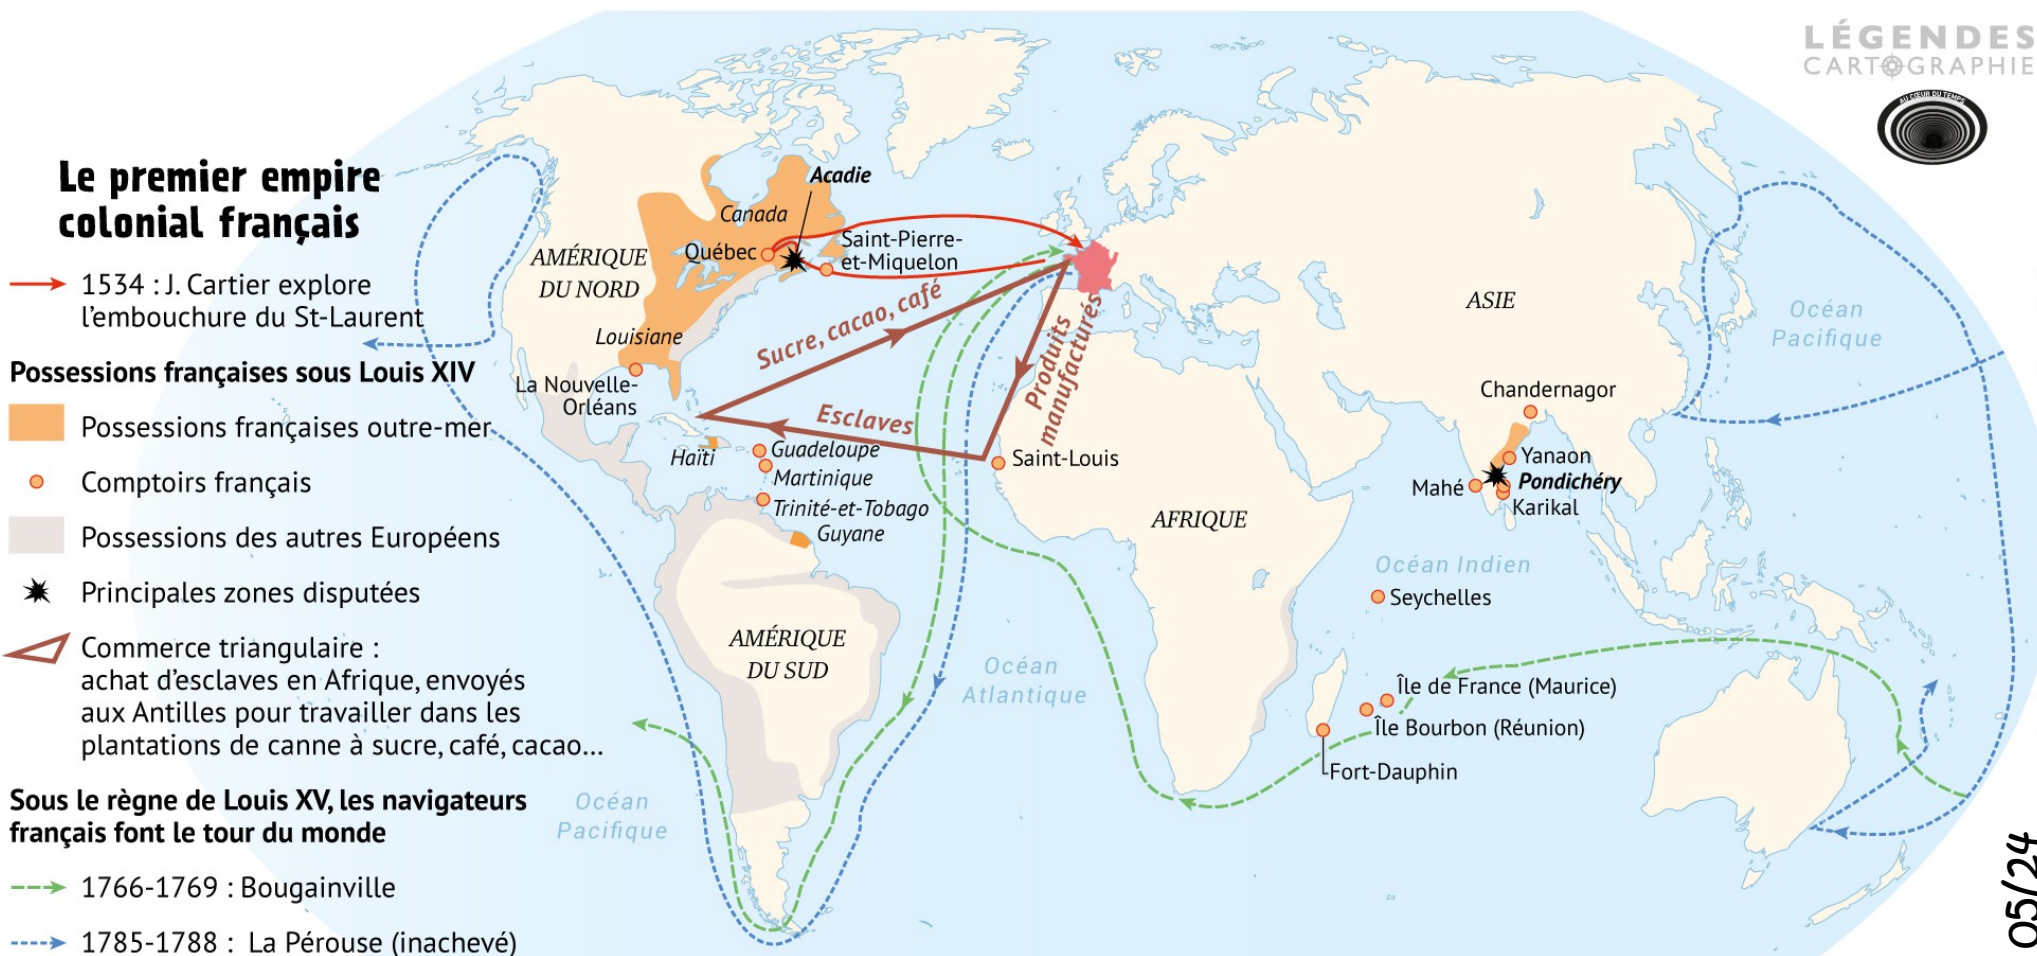 LÉGENDES
CARTOGRAPHIE
AU CŒUR DU TEMPS
Le premier empire
colonial français
1534 : J. Cartier explore
l'embouchure du St-Laurent
Possessions françaises sous Louis XIV
Possessions françaises outre-mer
Comptoirs français
Possessions des autres Européens
Principales zones disputées
Commerce triangulaire :
achat d'esclaves en Afrique, envoyés
aux Antilles pour travailler dans les
plantations de canne à sucre, café, cacao...
Sous le règne de Louis XV, les navigateurs
français font le tour du monde
1766-1769 : Bougainville
1785-1788 : La Pérouse (inachevé)
Acadie
Canada
Québec
Saint-Pierre-
et-Miquelon
AMÉRIQUE
DU NORD
Louisiane
La Nouvelle-
Orléans
Sucre, cacao, café
Produits
manufacturés
Esclaves
Haïti
Guadeloupe
Martinique
Trinité-et-Tobago
Guyane
Saint-Louis
AMÉRIQUE
DU SUD
Océan
Atlantique
Océan
Pacifique
AFRIQUE
ASIE
Océan
Pacifique
Chandernagor
Yanaon
Pondichéry
Mahé
Karikal
Océan Indien
Seychelles
Île de France (Maurice)
Île Bourbon (Réunion)
Fort-Dauphin
05/24